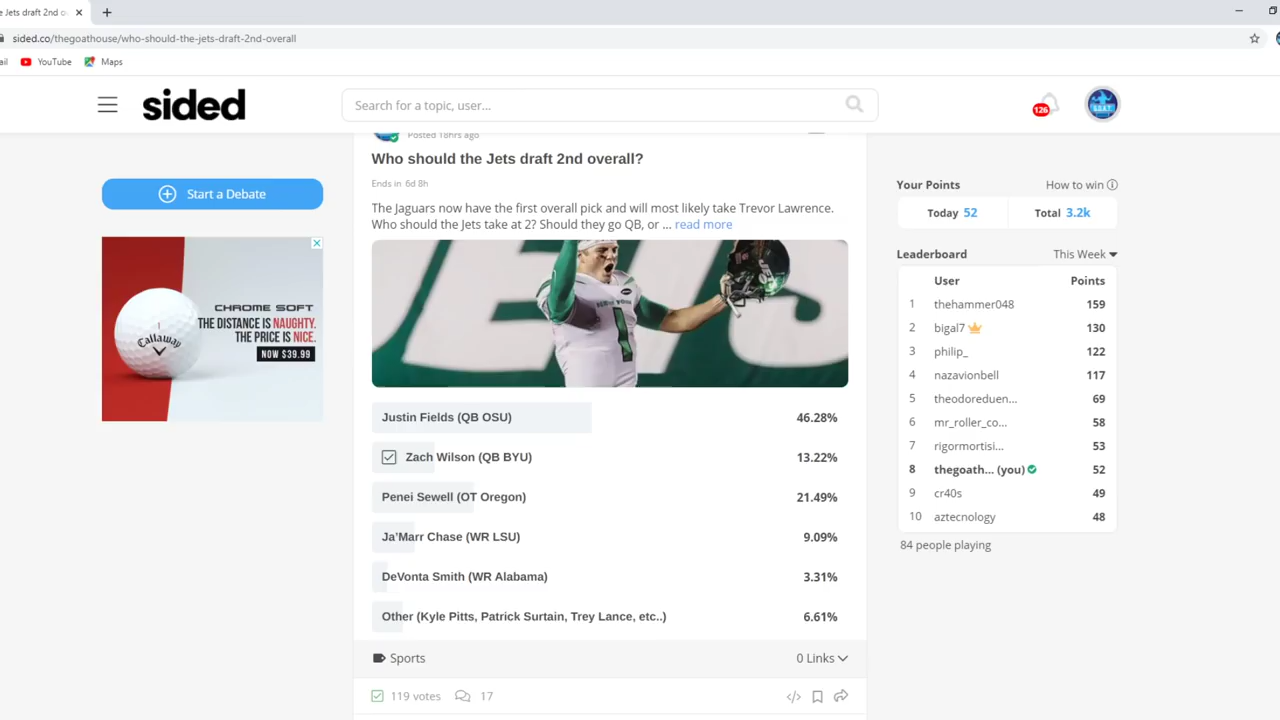 e Jets draft 2nd o
sided.co/thegoathouse/who-should-the-jets-draft-2nd-overall
ail YouTube Maps
sided
Search for a topic, user...
126
Posted 18hrs ago
Who should the Jets draft 2nd overall?
Ends in 6d 8h
The Jaguars now have the first overall pick and will most likely take Trevor Lawrence.
Who should the Jets take at 2? Should they go QB, or ... read more
Justin Fields (QB OSU) 46.28%
Zach Wilson (QB BYU) 13.22%
Penei Sewell (OT Oregon) 21.49%
Ja'Marr Chase (WR LSU) 9.09%
DeVonta Smith (WR Alabama) 3.31%
Other (Kyle Pitts, Patrick Surtain, Trey Lance, etc..) 6.61%
Sports 0 Links
119 votes 17
Start a Debate
Callaway
CHROME SOFT
THE DISTANCE IS NAUGHTY.
THE PRICE IS NICE.
NOW $39.99
Your Points How to win
Today 52 Total 3.2k
Leaderboard This Week
User Points
1 thehammer048 159
2 bigal7 130
3 philip_ 122
4 nazavionbell 117
5 theodoreduen... 69
6 mr_roller_co... 58
7 rigormortisi... 53
8 thegoath... (you) 52
9 cr40s 49
10 aztecnology 48
84 people playing